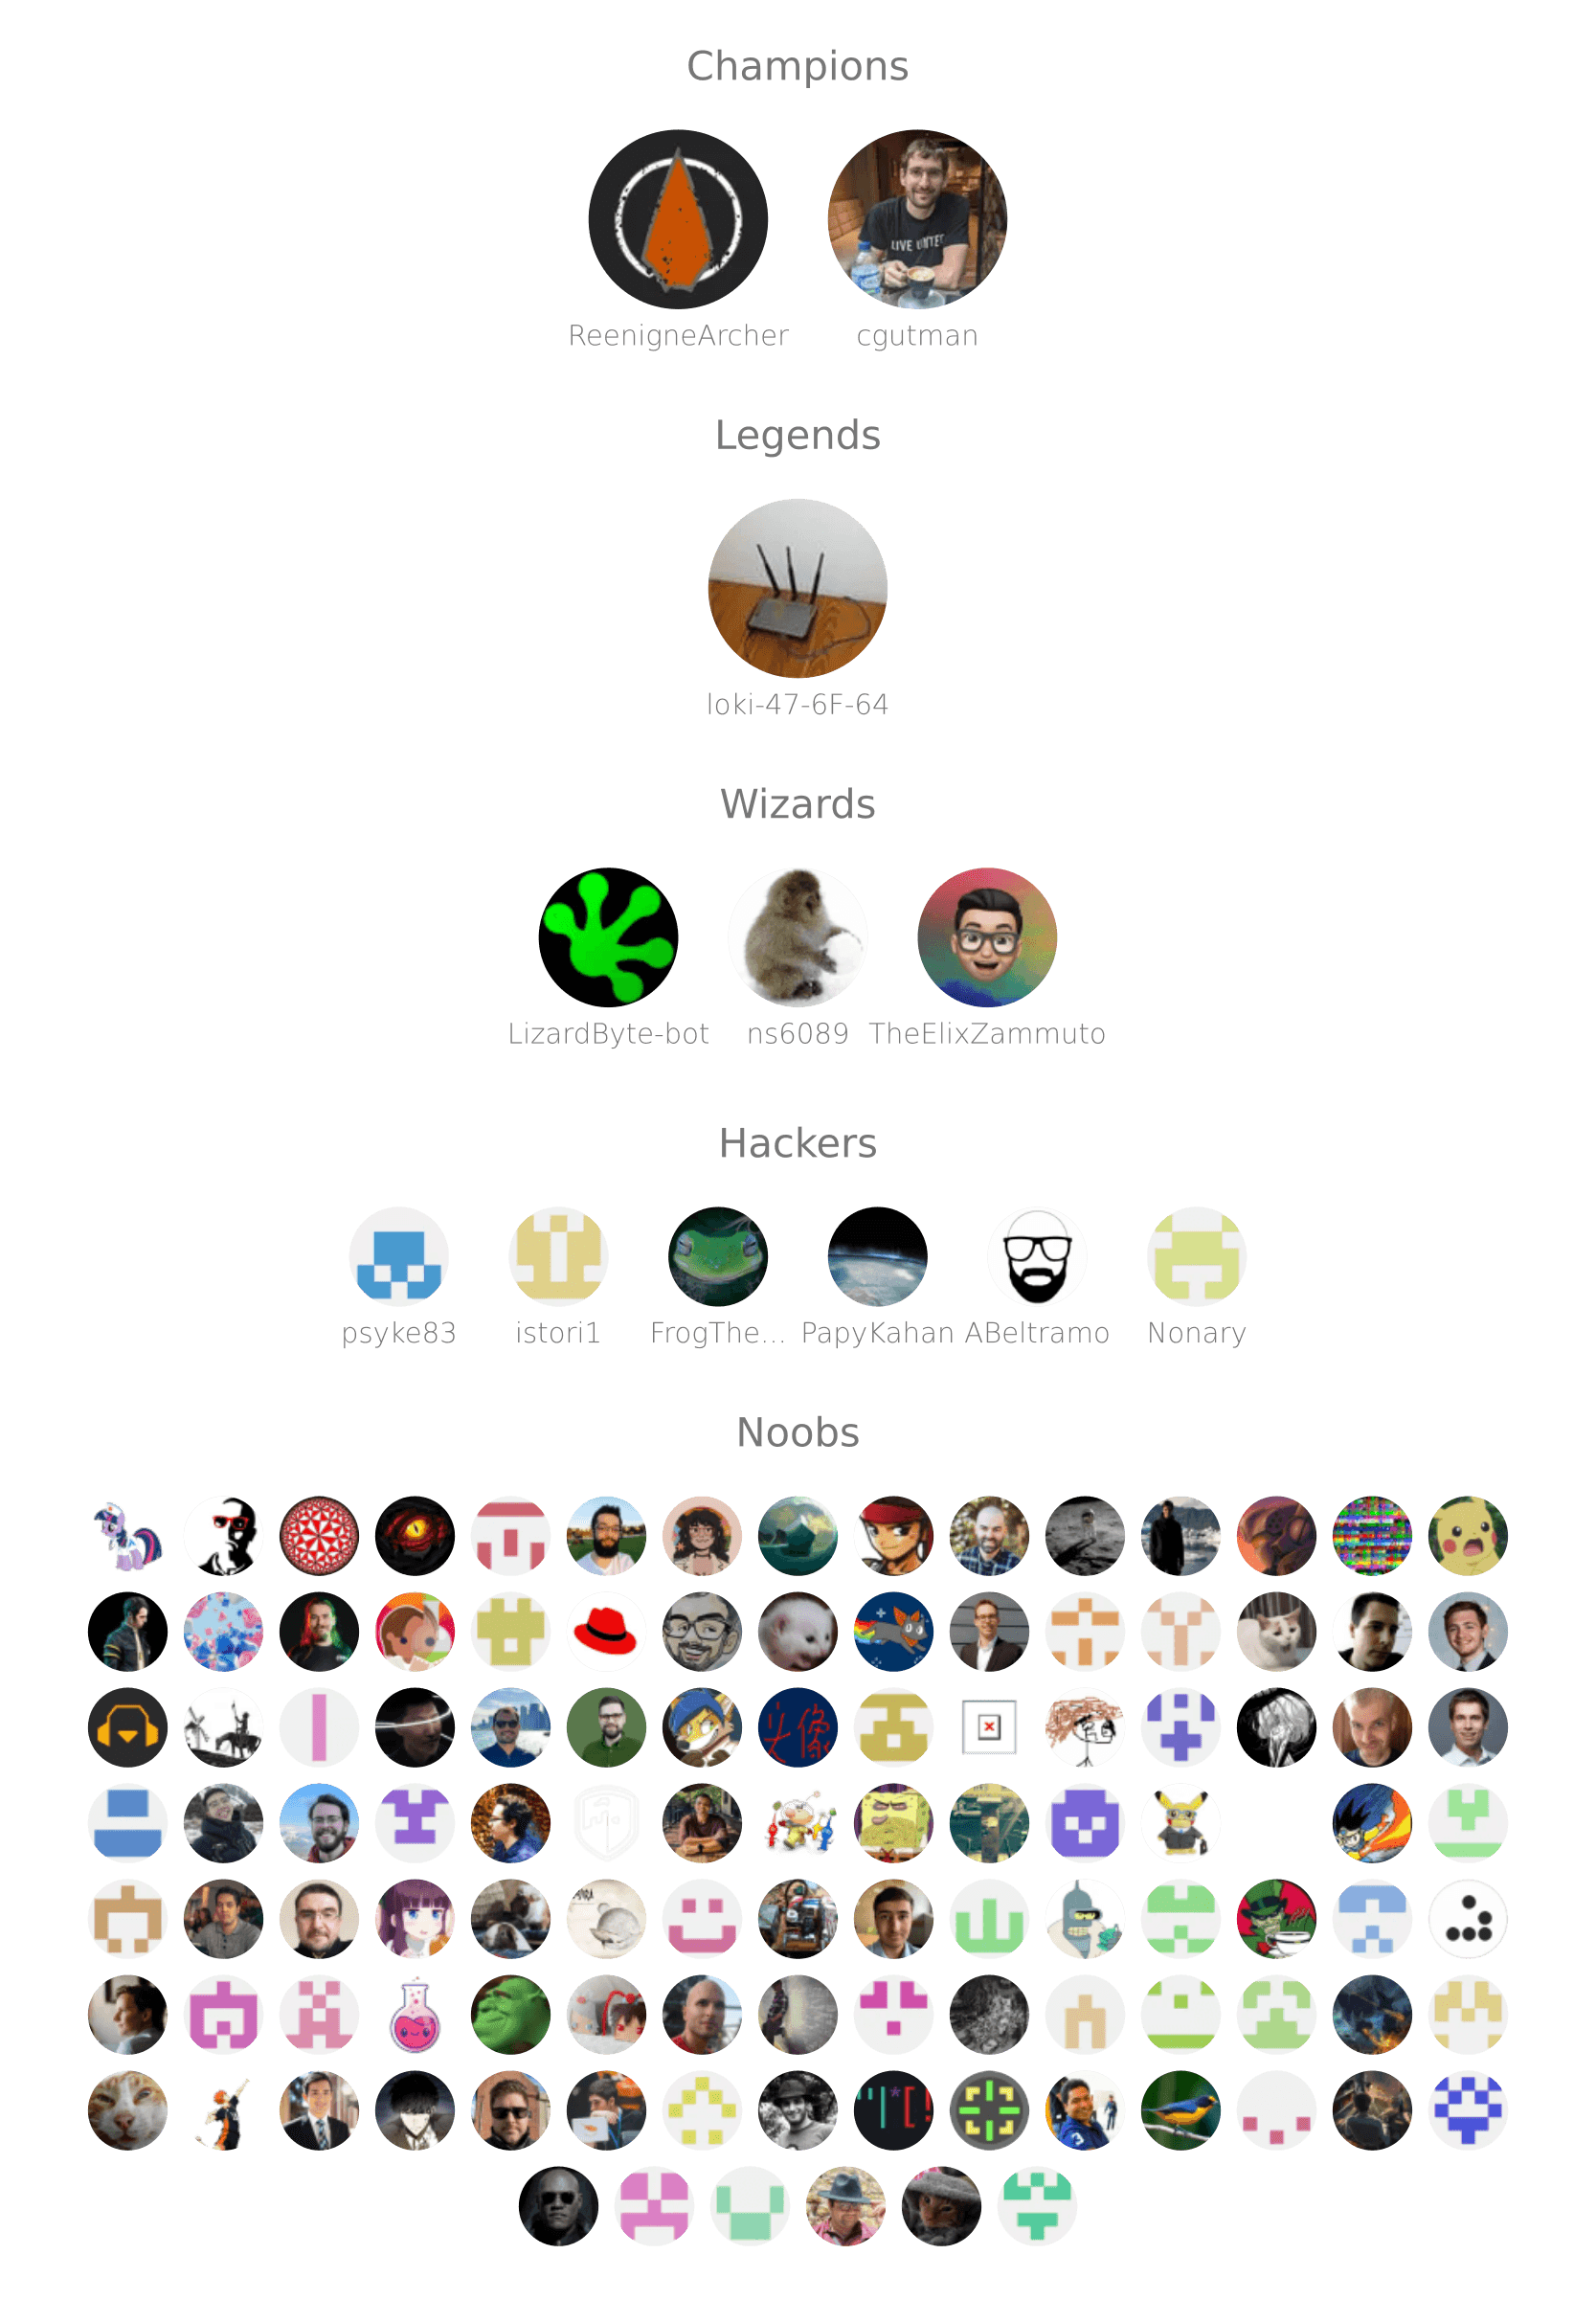 Champions
ReenigneArcher cgutman
Legends
loki-47-6F-64
Wizards
LizardByte-bot ns6089 TheElixZammuto
Hackers
psyke83 istori1 FrogThe... PapyKahan ABeltramo Nonary
Noobs